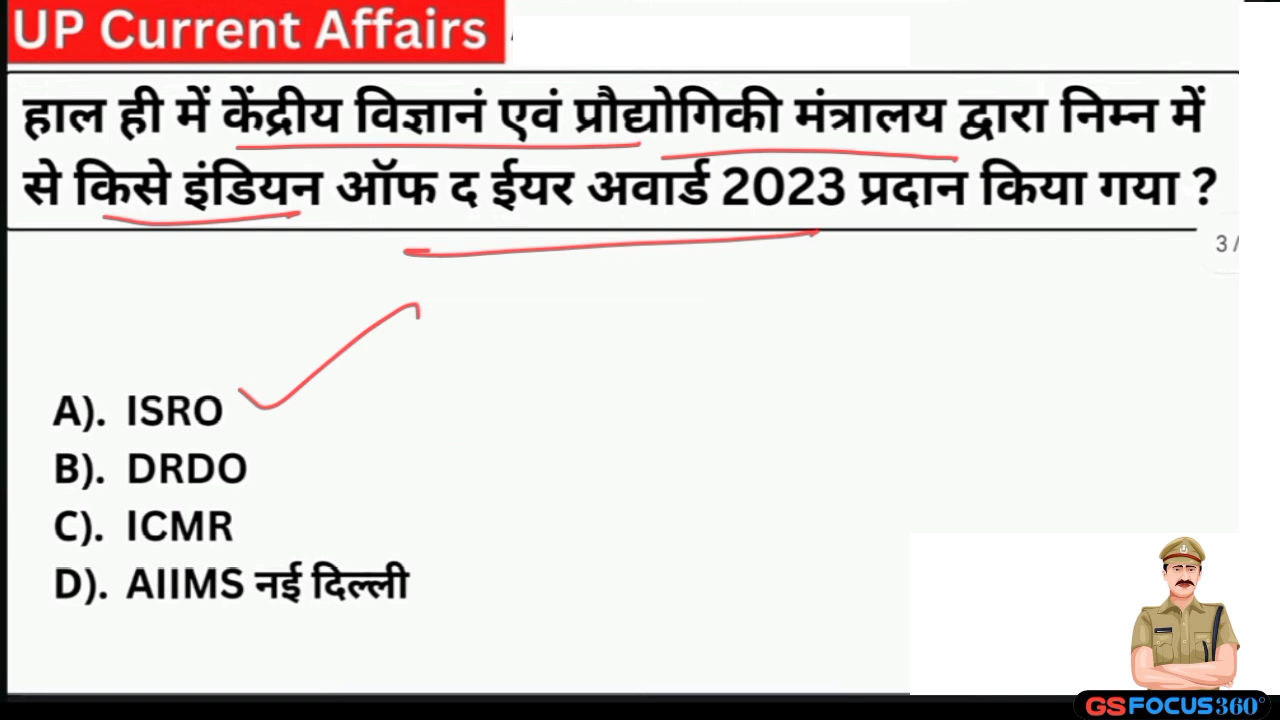 UP Current Affairs
हाल ही में केंद्रीय विज्ञानं एवं प्रौद्योगिकी मंत्रालय द्वारा निम्न में
से किसे इंडियन ऑफ द ईयर अवार्ड 2023 प्रदान किया गया ?
3 /
A). ISRO
B). DRDO
C). ICMR
D). AIIMS नई दिल्ली
GSFOCUS360°